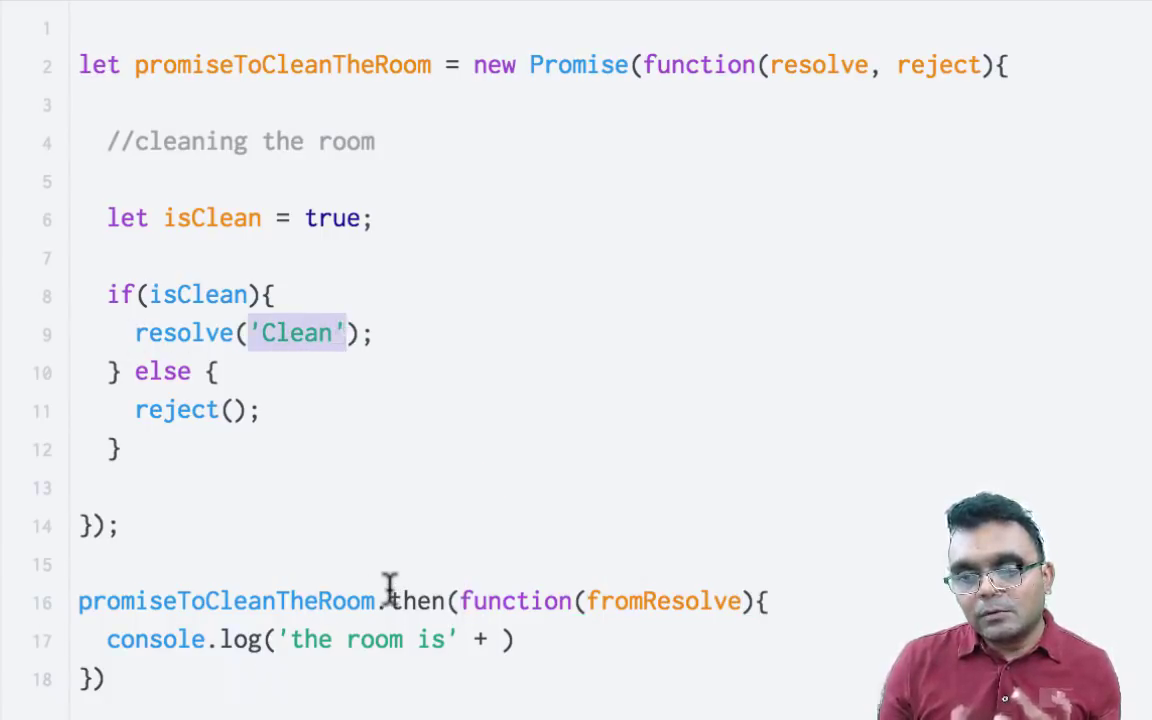 1
2 let promiseToCleanTheRoom = new Promise(function(resolve, reject){
3
4 //cleaning the room
5
6 let isClean = true;
7
8 if(isClean){
9 resolve('Clean');
10 } else {
11 reject();
12 }
13
14 });
15
16 promiseToCleanTheRoom.then(function(fromResolve){
17 console.log('the room is' + )
18 })